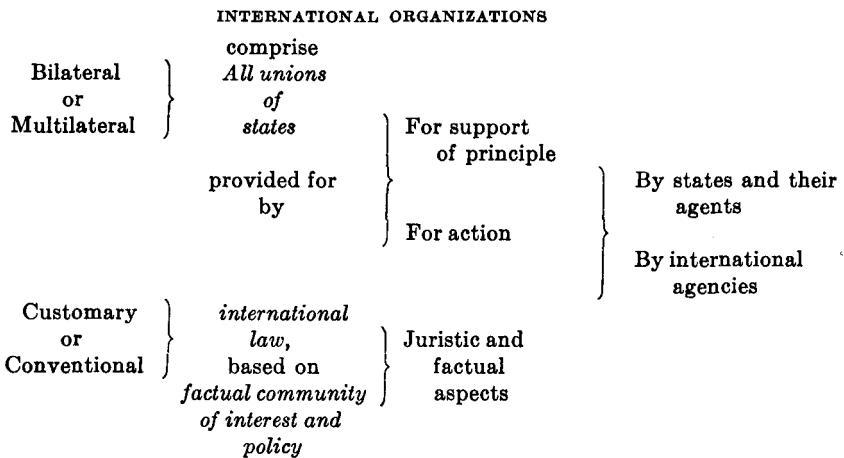 INTERNATIONAL ORGANIZATIONS
Bilateral
or
Multilateral
comprise
All unions
of
states
provided for
by
For support
of principle
For action
By states and their
agents
By international
agencies
Customary
or
Conventional
international
law,
based on
factual community
of interest and
policy
Juristic and
factual
aspects